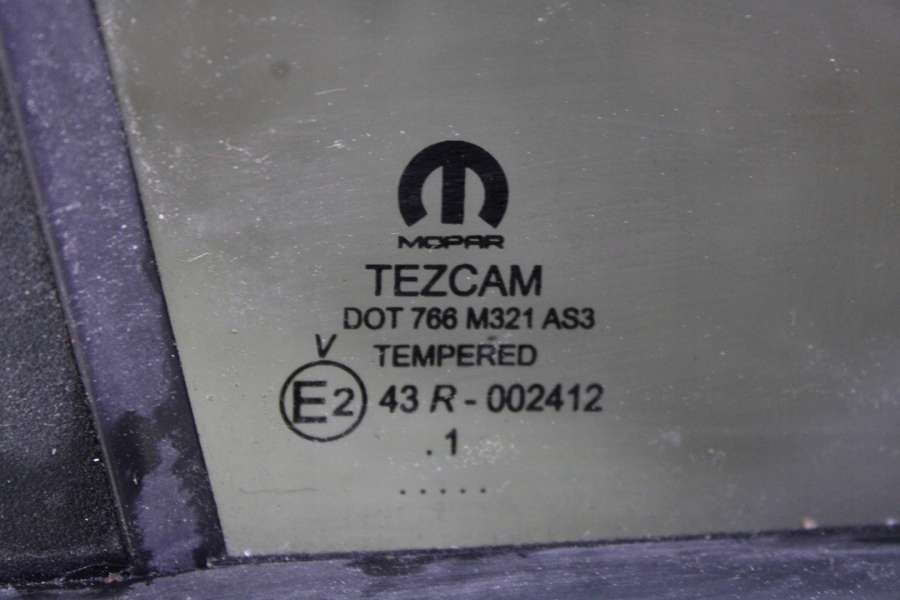 MOPAR
TEZCAM
DOT 766 M321 AS3
V TEMPERED
E2 43 R - 002412
. 1
. . . . .